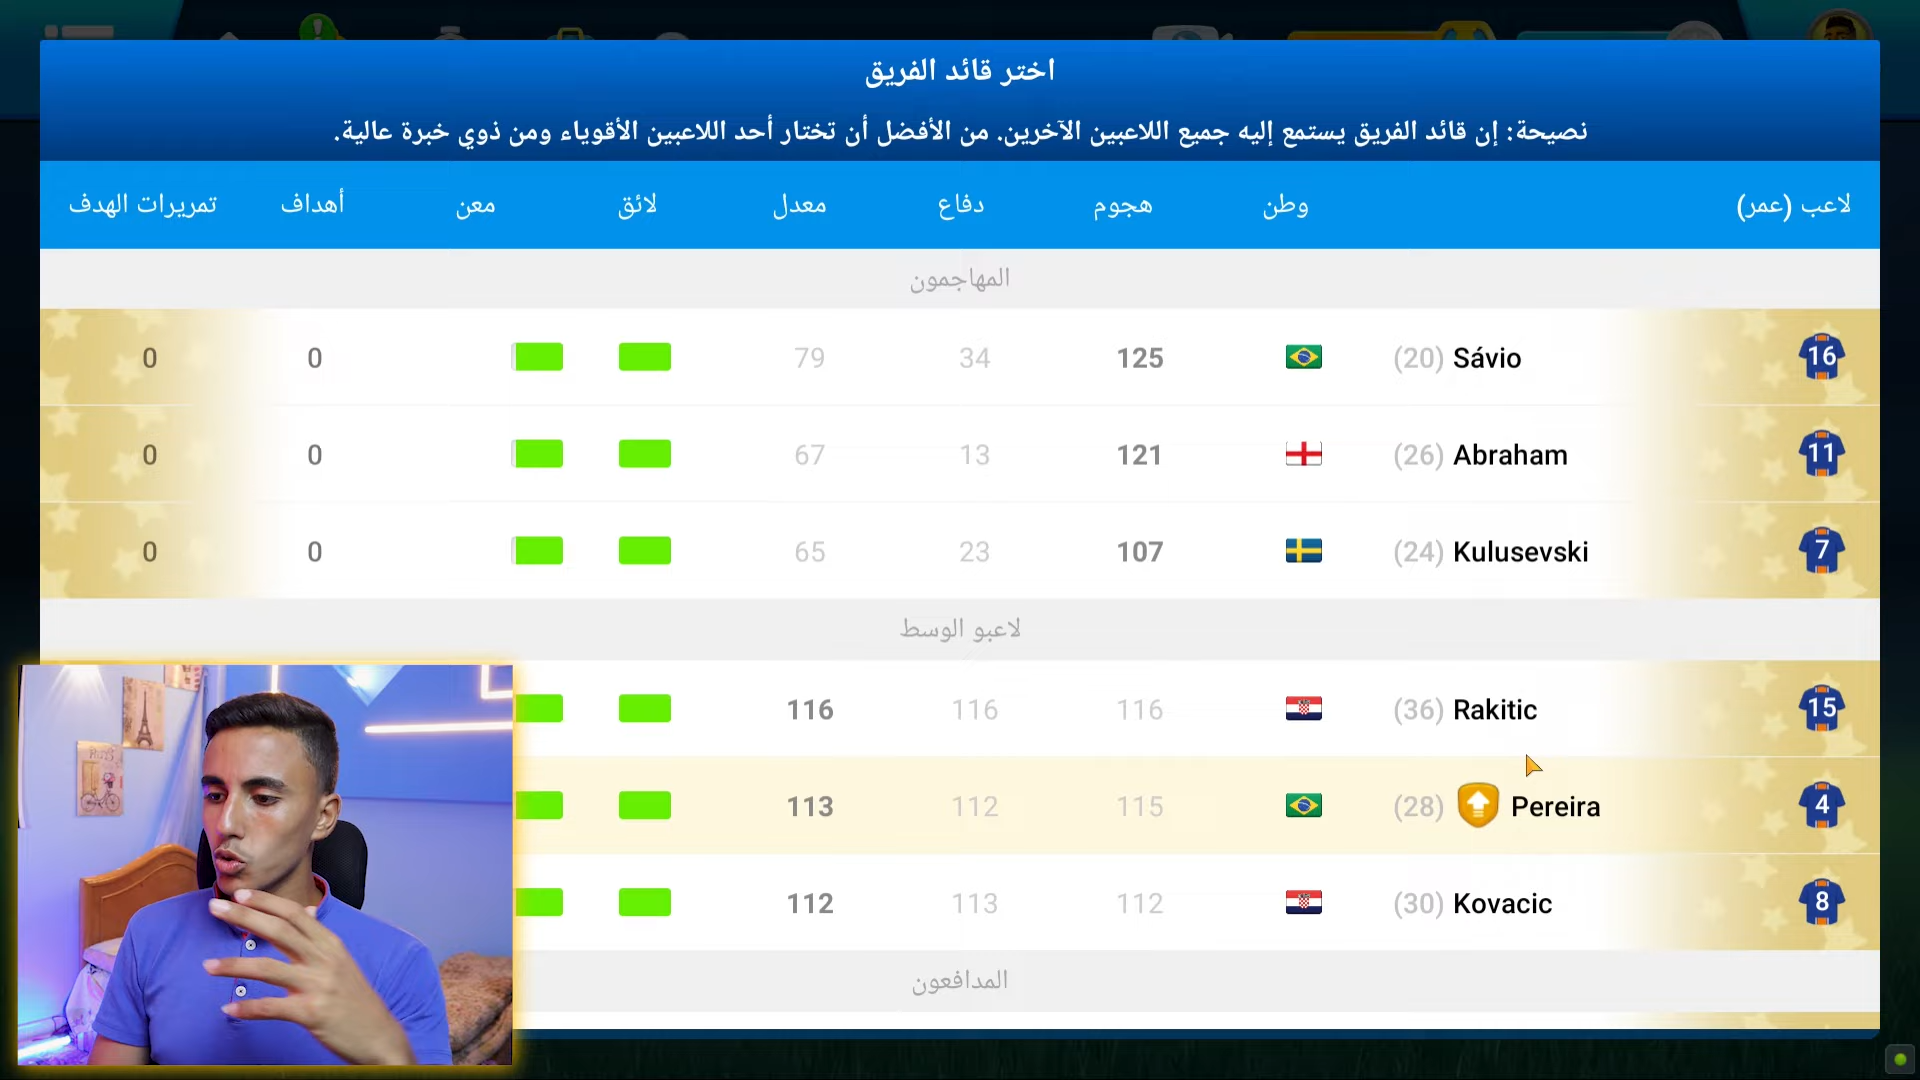 اختر قائد الفريق
نصيحة: إن قائد الفريق يستمع إليه جميع اللاعبين الآخرين. من الأفضل أن تختار أحد اللاعبين الأقوياء ومن ذوي خبرة عالية.
لاعب (عمر) وطن هجوم دفاع معدل لائق معن أهداف تمريرات الهدف
المهاجمون
16 Sávio (20) 125 34 79 0 0
11 Abraham (26) 121 13 67 0 0
7 Kulusevski (24) 107 23 65 0 0
لاعبو الوسط
15 Rakitic (36) 116 116 116
4 Pereira (28) 115 112 113
8 Kovacic (30) 112 113 112
المدافعون